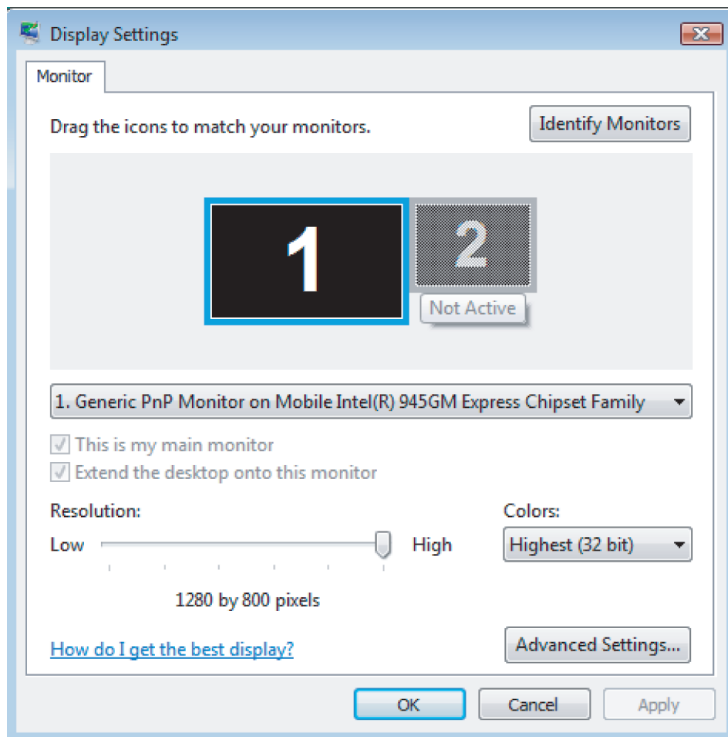 Display Settings
Monitor
Drag the icons to match your monitors.
Identify Monitors
1
2
Not Active
1. Generic PnP Monitor on Mobile Intel(R) 945GM Express Chipset Family
This is my main monitor
Extend the desktop onto this monitor
Resolution:
Colors:
Low
High
Highest (32 bit)
1280 by 800 pixels
How do I get the best display?
Advanced Settings...
OK
Cancel
Apply